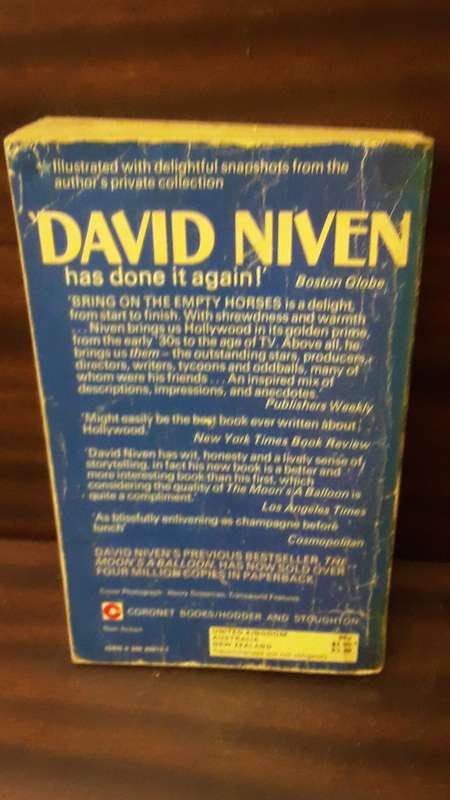 ★Illustrated with delightful snapshots from the
author's private collection
'DAVID NIVEN
has done it again!' Boston Globe
'BRING ON THE EMPTY HORSES is a delight,
from start to finish. With shrewdness and warmth
... Niven brings us Hollywood in its golden prime,
from the early '30s to the age of TV. Above all, he
brings us them – the outstanding stars, producers,
directors, writers, tycoons and oddballs, many of
whom were his friends ... An inspired mix of
descriptions, impressions, and anecdotes.'
Publishers Weekly
'Might easily be the best book ever written about
Hollywood.'
New York Times Book Review
'David Niven has wit, honesty and a lively sense of
storytelling, in fact his new book is a better and
more interesting book than his first, which
considering the quality of The Moon's A Balloon is
quite a compliment.'
Los Angeles Times
'As blissfully enlivening as champagne before
lunch'
Cosmopolitan
DAVID NIVEN'S PREVIOUS BESTSELLER, THE
MOON'S A BALLOON, HAS NOW SOLD OVER
FOUR MILLION COPIES IN PAPERBACK
Cover Photograph: Transworld Features
CORONET BOOKS/HODDER AND STOUGHTON
UNITED KINGDOM
AUSTRALIA
NEW ZEALAND